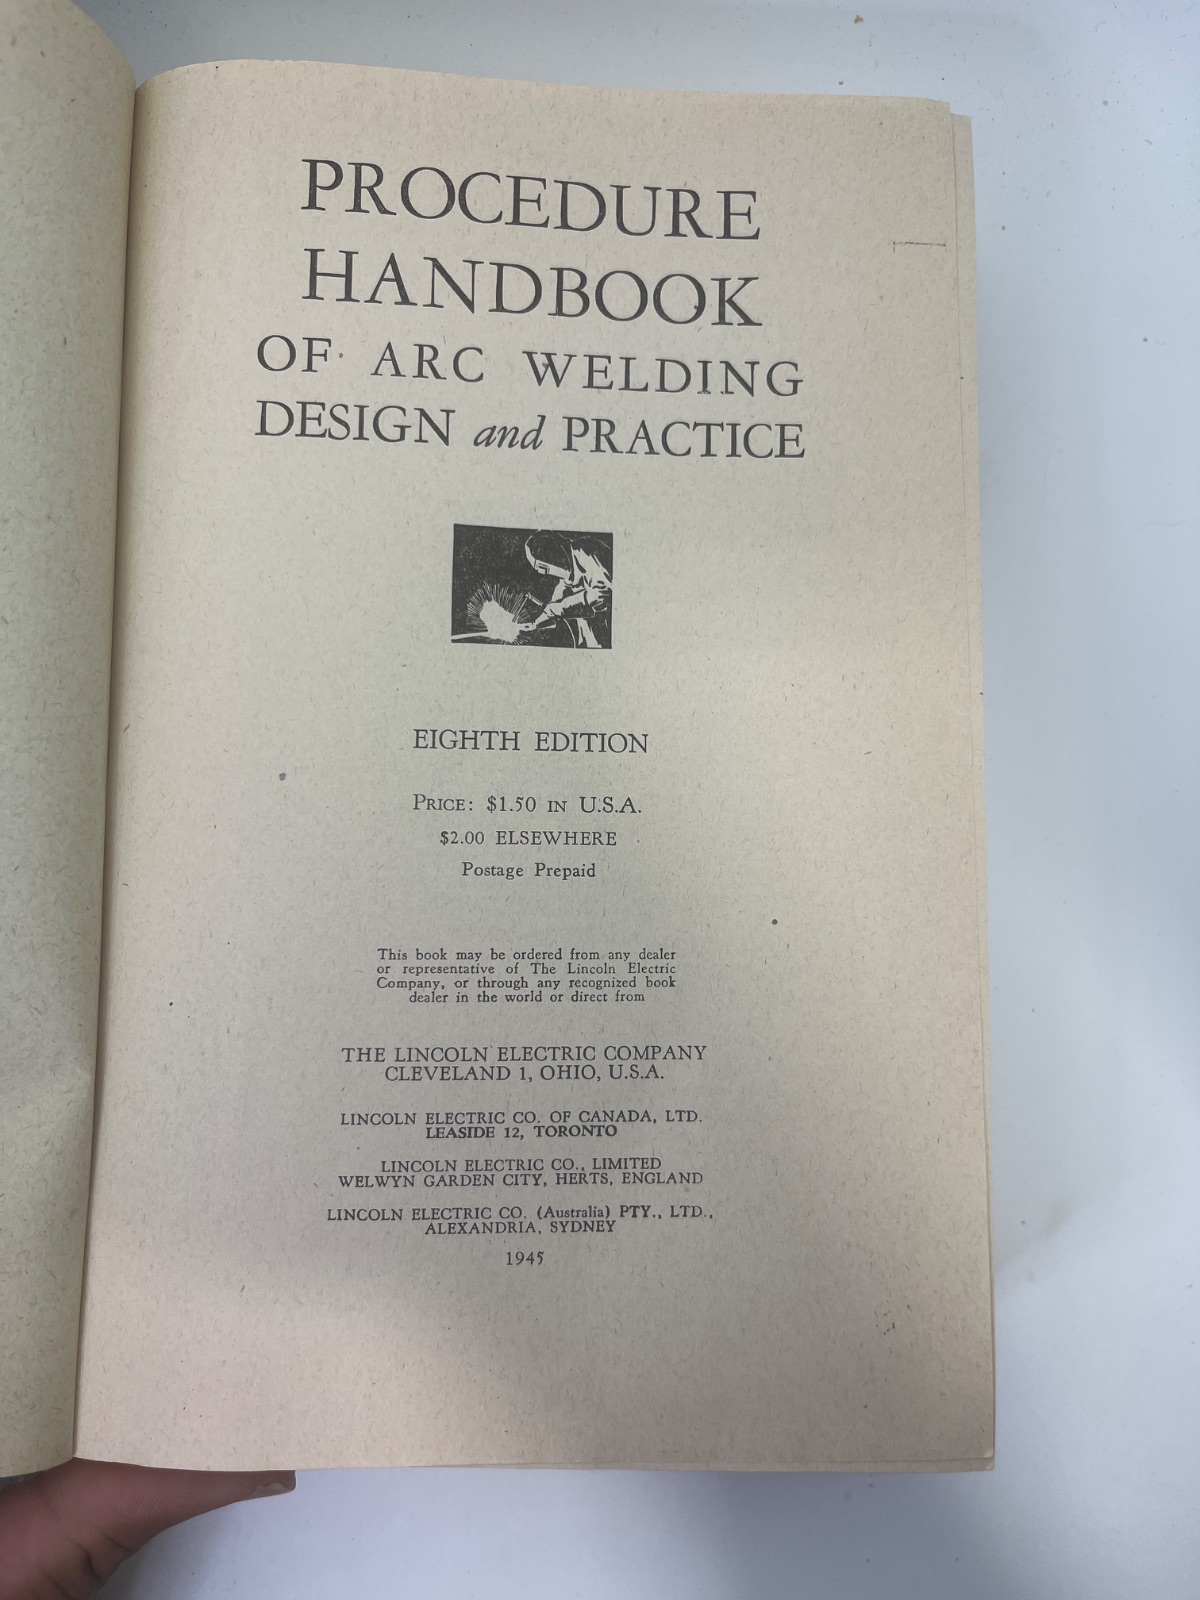 PROCEDURE
HANDBOOK
OF ARC WELDING
DESIGN and PRACTICE
EIGHTH EDITION
PRICE: $1.50 IN U.S.A.
$2.00 ELSEWHERE
Postage Prepaid
This book may be ordered from any dealer
or representative of The Lincoln Electric
Company, or through any recognized book
dealer in the world or direct from
THE LINCOLN ELECTRIC COMPANY
CLEVELAND 1, OHIO, U.S.A.
LINCOLN ELECTRIC CO. OF CANADA, LTD.
LEASIDE 12, TORONTO
LINCOLN ELECTRIC CO., LIMITED
WELWYN GARDEN CITY, HERTS, ENGLAND
LINCOLN ELECTRIC CO. (Australia) PTY., LTD.,
ALEXANDRIA, SYDNEY
1945